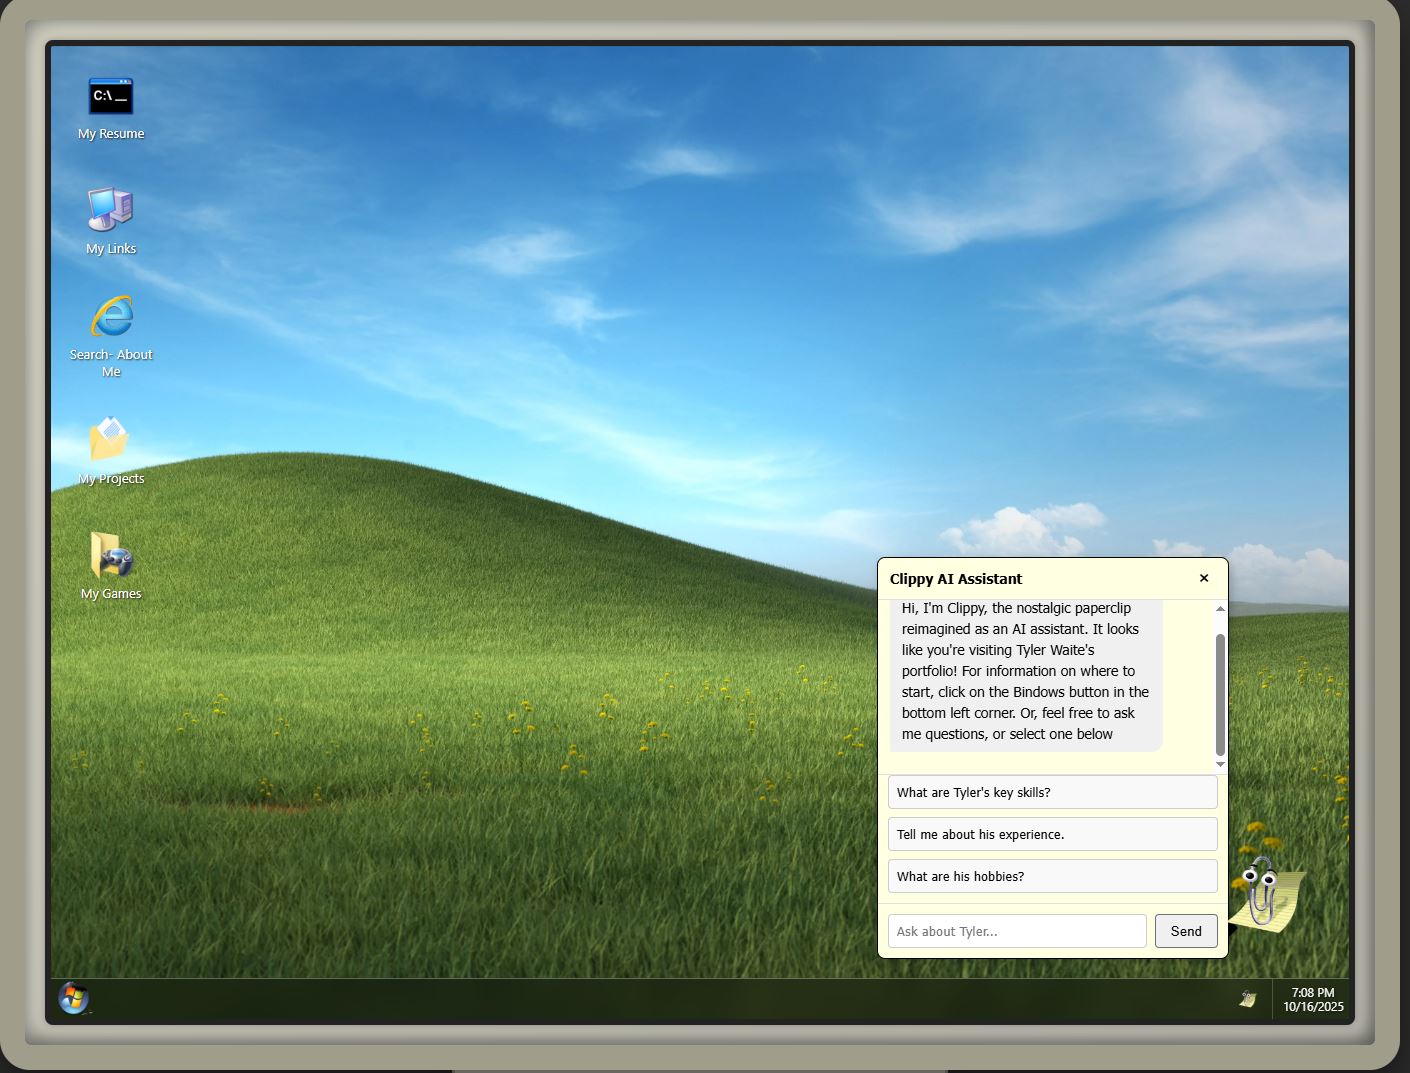 C:\ __
My Resume
My Links
Search- About
Me
My Projects
My Games
Clippy AI Assistant
×
Hi, I'm Clippy, the nostalgic paperclip
reimagined as an AI assistant. It looks
like you're visiting Tyler Waite's
portfolio! For information on where to
start, click on the Bindows button in the
bottom left corner. Or, feel free to ask
me questions, or select one below
What are Tyler's key skills?
Tell me about his experience.
What are his hobbies?
Ask about Tyler...
Send
7:08 PM
10/16/2025